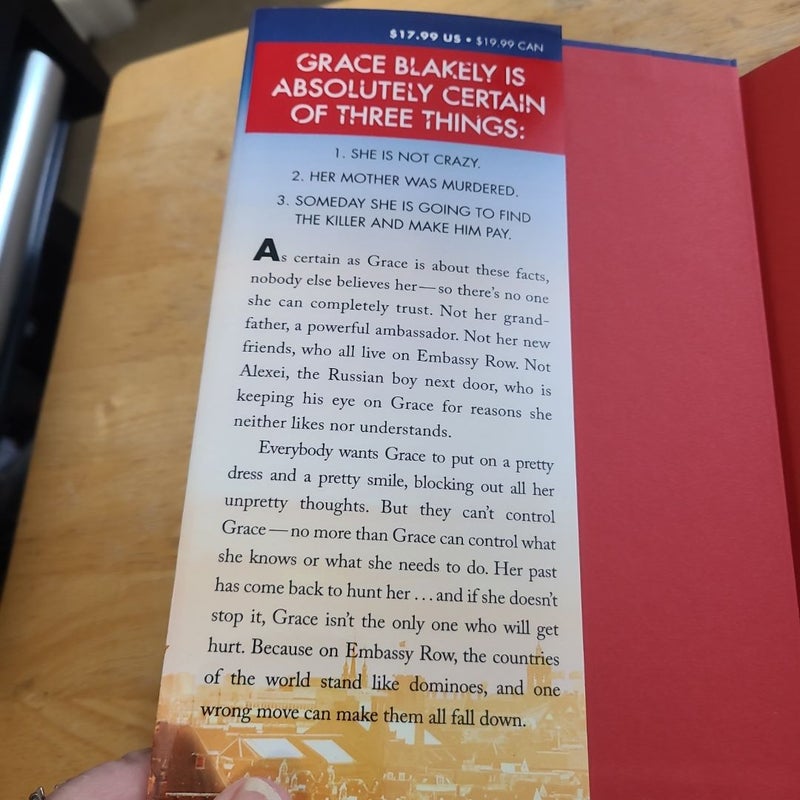 $17.99 US • $19.99 CAN
GRACE BLAKELY IS
ABSOLUTELY CERTAIN
OF THREE THINGS:
1. SHE IS NOT CRAZY.
2. HER MOTHER WAS MURDERED.
3. SOMEDAY SHE IS GOING TO FIND
THE KILLER AND MAKE HIM PAY.
As certain as Grace is about these facts,
nobody else believes her—so there's no one
she can completely trust. Not her grand-
father, a powerful ambassador. Not her new
friends, who all live on Embassy Row. Not
Alexei, the Russian boy next door, who is
keeping his eye on Grace for reasons she
neither likes nor understands.
Everybody wants Grace to put on a pretty
dress and a pretty smile, blocking out all her
unpretty thoughts. But they can't control
Grace—no more than Grace can control what
she knows or what she needs to do. Her past
has come back to hunt her . . . and if she doesn't
stop it, Grace isn't the only one who will get
hurt. Because on Embassy Row, the countries
of the world stand like dominoes, and one
wrong move can make them all fall down.